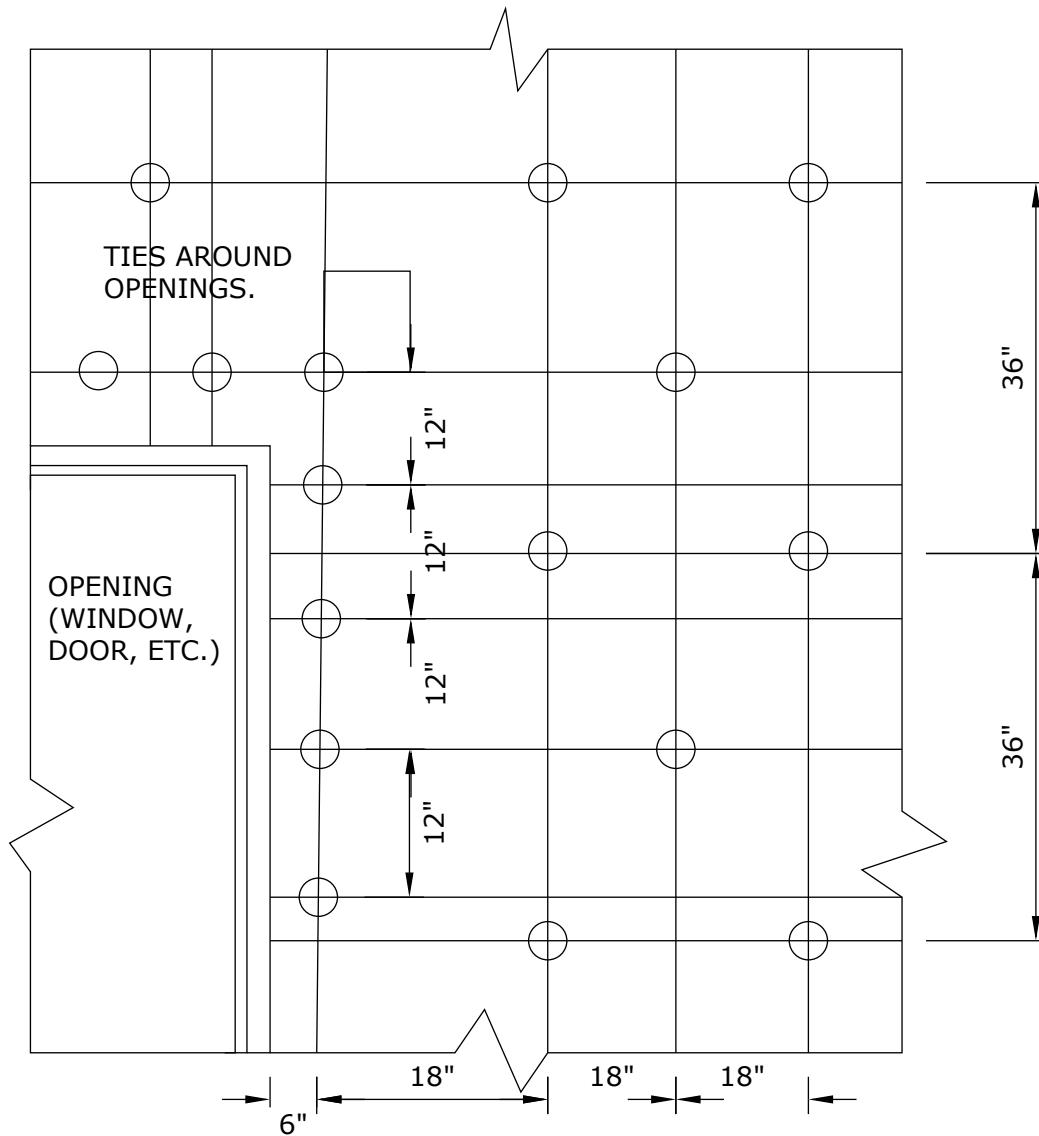 TIES AROUND
OPENINGS.
36"
12"
12"
OPENING
(WINDOW,
DOOR, ETC.)
12"
36"
12"
18"
18"
18"
6"